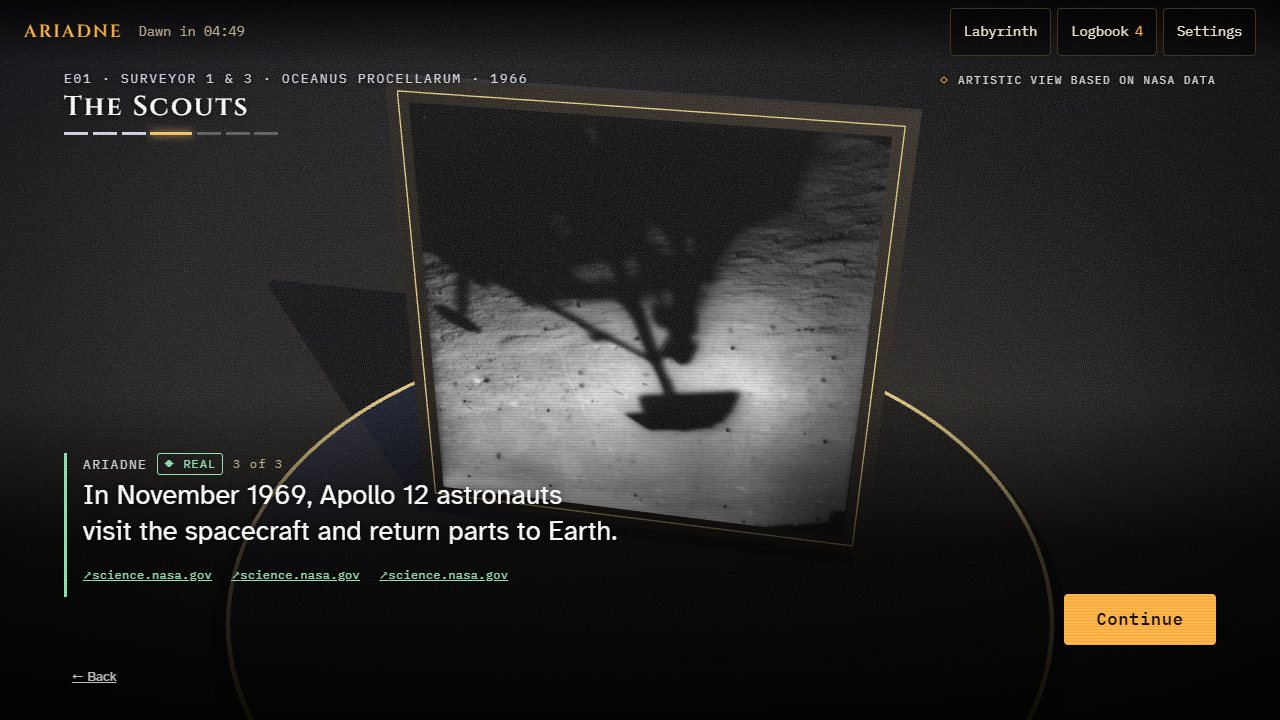 ARIADNE Dawn in 04:49
Labyrinth Logbook 4 Settings
E01 · SURVEYOR 1 & 3 · OCEANUS PROCELLARUM · 1966
◇ ARTISTIC VIEW BASED ON NASA DATA
THE SCOUTS
ARIADNE ◆ REAL 3 of 3
In November 1969, Apollo 12 astronauts
visit the spacecraft and return parts to Earth.
↗science.nasa.gov ↗science.nasa.gov ↗science.nasa.gov
Continue
← Back